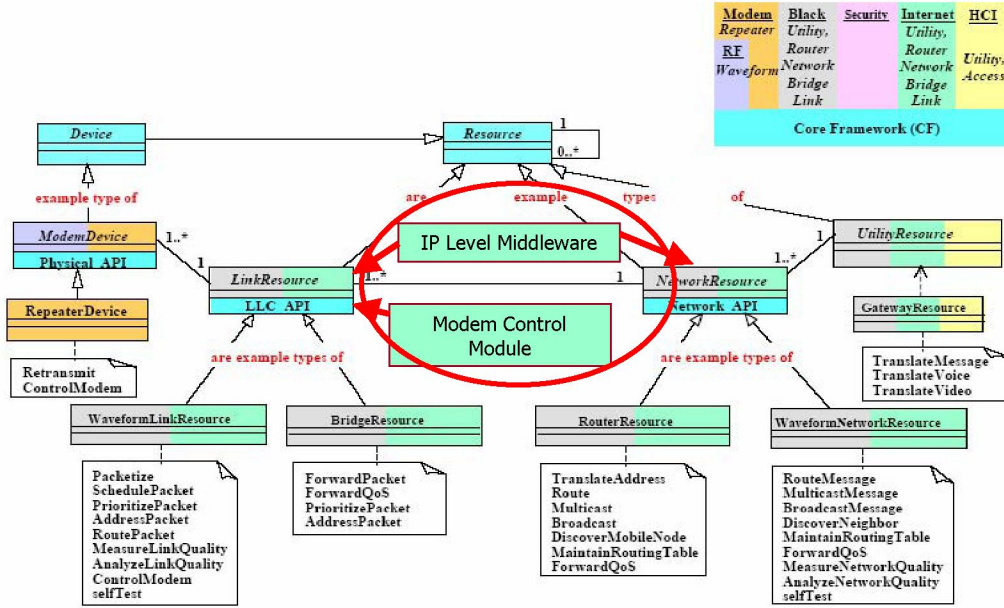 Modem
Repeater
RF
Waveform
Black
Utility,
Router
Network
Bridge
Link
Security
Internet
Utility,
Router
Network
Bridge
Link
HCI
Utility,
Access
Core Framework (CF)
Device
Resource
1
0..*
example type of
are
example
types
of
ModemDevice
Physical_API
1..*
1
IP Level Middleware
LinkResource
LLC_API
1..*
1
NetworkResource
Network_API
1..*
1
UtilityResource
RepeaterDevice
Modem Control
Module
GatewayResource
Retransmit
ControlModem
TranslateMessage
TranslateVoice
TranslateVideo
are example types of
are example types of
WaveformLinkResource
BridgeResource
RouterResource
WaveformNetworkResource
Packetize
SchedulePacket
PrioritizePacket
AddressPacket
RoutePacket
MeasureLinkQuality
AnalyzeLinkQuality
ControlModem
selfTest
ForwardPacket
ForwardQoS
PrioritizePacket
AddressPacket
TranslateAddress
Route
Multicast
Broadcast
DiscoverMobileNode
MaintainRoutingTable
ForwardQoS
RouteMessage
MulticastMessage
BroadcastMessage
DiscoverNeighbor
MaintainRoutingTable
ForwardQoS
MeasureNetworkQuality
AnalyzeNetworkQuality
selfTest